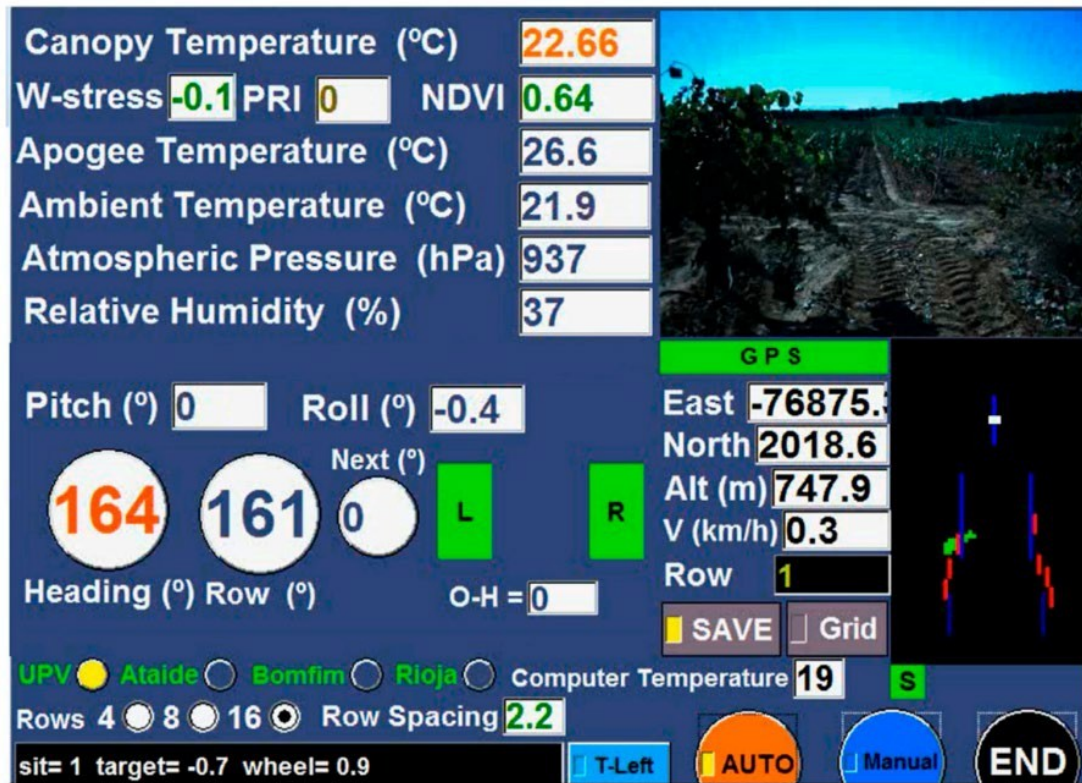 Canopy Temperature (ºC) 22.66
W-stress -0.1 PRI 0 NDVI 0.64
Apogee Temperature (ºC) 26.6
Ambient Temperature (ºC) 21.9
Atmospheric Pressure (hPa) 937
Relative Humidity (%) 37
GPS
Pitch (º) 0 Roll (º) -0.4
East -76875.
North 2018.6
Next (º)
164 161 0 L R
Alt (m) 747.9
V (km/h) 0.3
Heading (º) Row (º) O-H = 0
Row 1
SAVE Grid
UPV Ataide Bomfim Rioja Computer Temperature 19 S
Rows 4 8 16 Row Spacing 2.2
sit= 1 target= -0.7 wheel= 0.9 T-Left AUTO Manual END